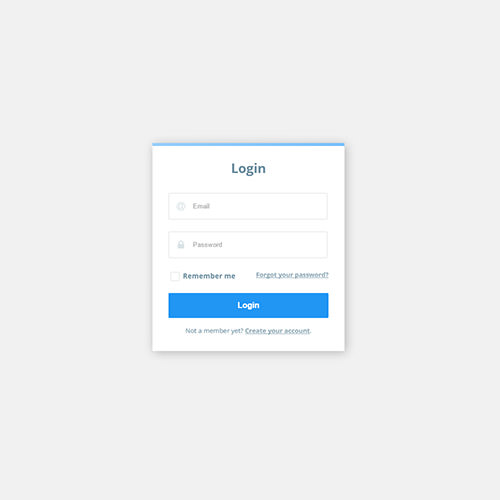 Login
@ Email
Password
Remember me Forgot your password?
Login
Not a member yet? Create your account.